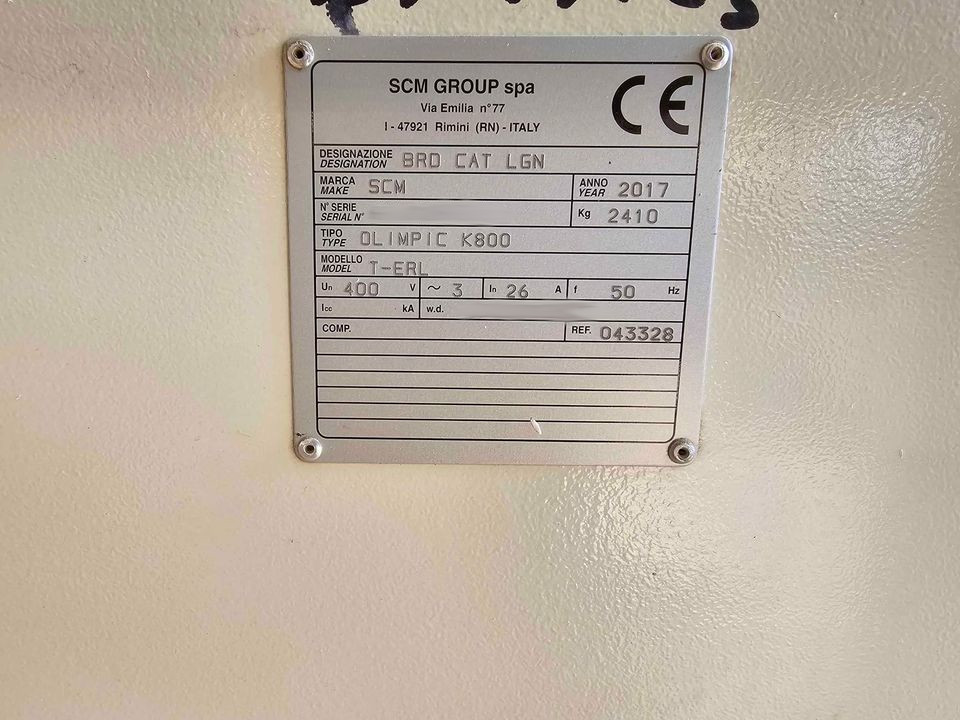 SCM GROUP spa
Via Emilia n°77
I - 47921 Rimini (RN) - ITALY
CE
DESIGNAZIONE
DESIGNATION BRD CAT LGN
MARCA
MAKE SCM
ANNO
YEAR 2017
N° SERIE
SERIAL N°
Kg 2410
TIPO
TYPE OLIMPIC K800
MODELLO
MODEL T-ERL
Un 400 V ~ 3 In 26 A f 50 Hz
Icc kA w.d.
COMP. REF. 043328